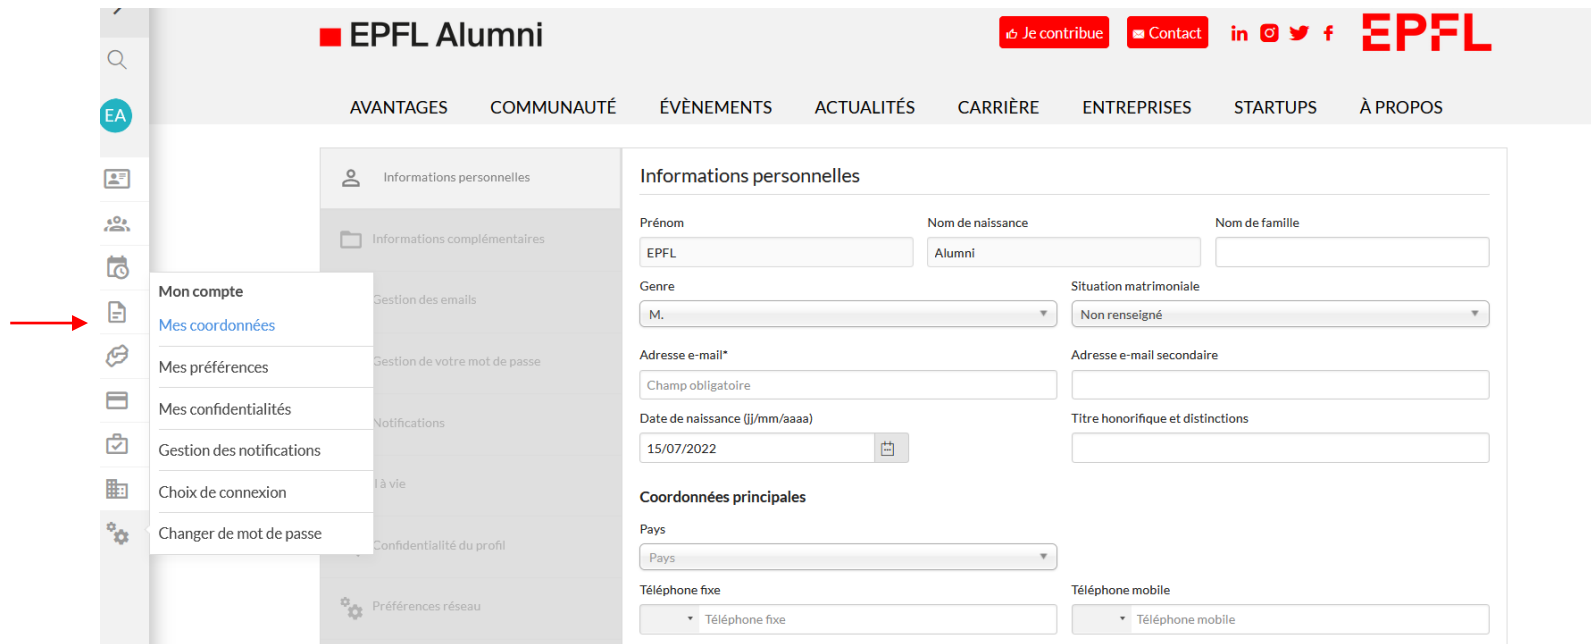 EPFL Alumni
Je contribue
Contact
EPFL
EA
AVANTAGES COMMUNAUTÉ ÉVÈNEMENTS ACTUALITÉS CARRIÈRE ENTREPRISES STARTUPS À PROPOS
Mon compte
Mes coordonnées
Mes préférences
Mes confidentialités
Gestion des notifications
Choix de connexion
Changer de mot de passe
Informations personnelles
Informations complémentaires
Gestion des emails
Gestion de votre mot de passe
Notifications
à vie
Confidentialité du profil
Préférences réseau
Informations personnelles
Prénom Nom de naissance Nom de famille
EPFL Alumni
Genre Situation matrimoniale
M. Non renseigné
Adresse e-mail* Adresse e-mail secondaire
Champ obligatoire
Date de naissance (jj/mm/aaaa) Titre honorifique et distinctions
15/07/2022
Coordonnées principales
Pays
Pays
Téléphone fixe Téléphone mobile
Téléphone fixe Téléphone mobile